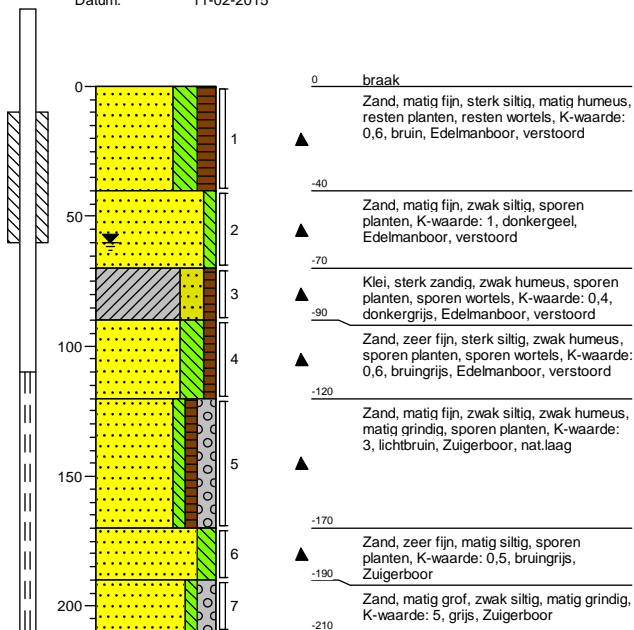 Datum: 11-02-2015
0
50
100
150
200
1
2
3
4
5
6
7
0 braak
Zand, matig fijn, sterk siltig, matig humeus,
resten planten, resten wortels, K-waarde:
0,6, bruin, Edelmanboor, verstoord
-40
Zand, matig fijn, zwak siltig, sporen
planten, K-waarde: 1, donkergeel,
Edelmanboor, verstoord
-70
Klei, sterk zandig, zwak humeus, sporen
planten, sporen wortels, K-waarde: 0,4,
donkergrijs, Edelmanboor, verstoord
-90
Zand, zeer fijn, sterk siltig, zwak humeus,
sporen planten, sporen wortels, K-waarde:
0,6, bruingrijs, Edelmanboor, verstoord
-120
Zand, matig fijn, zwak siltig, zwak humeus,
matig grindig, sporen planten, K-waarde:
3, lichtbruin, Zuigerboor, nat.laag
-170
Zand, zeer fijn, matig siltig, sporen
planten, K-waarde: 0,5, bruingrijs,
Zuigerboor
-190
Zand, matig grof, zwak siltig, matig grindig,
K-waarde: 5, grijs, Zuigerboor
-210